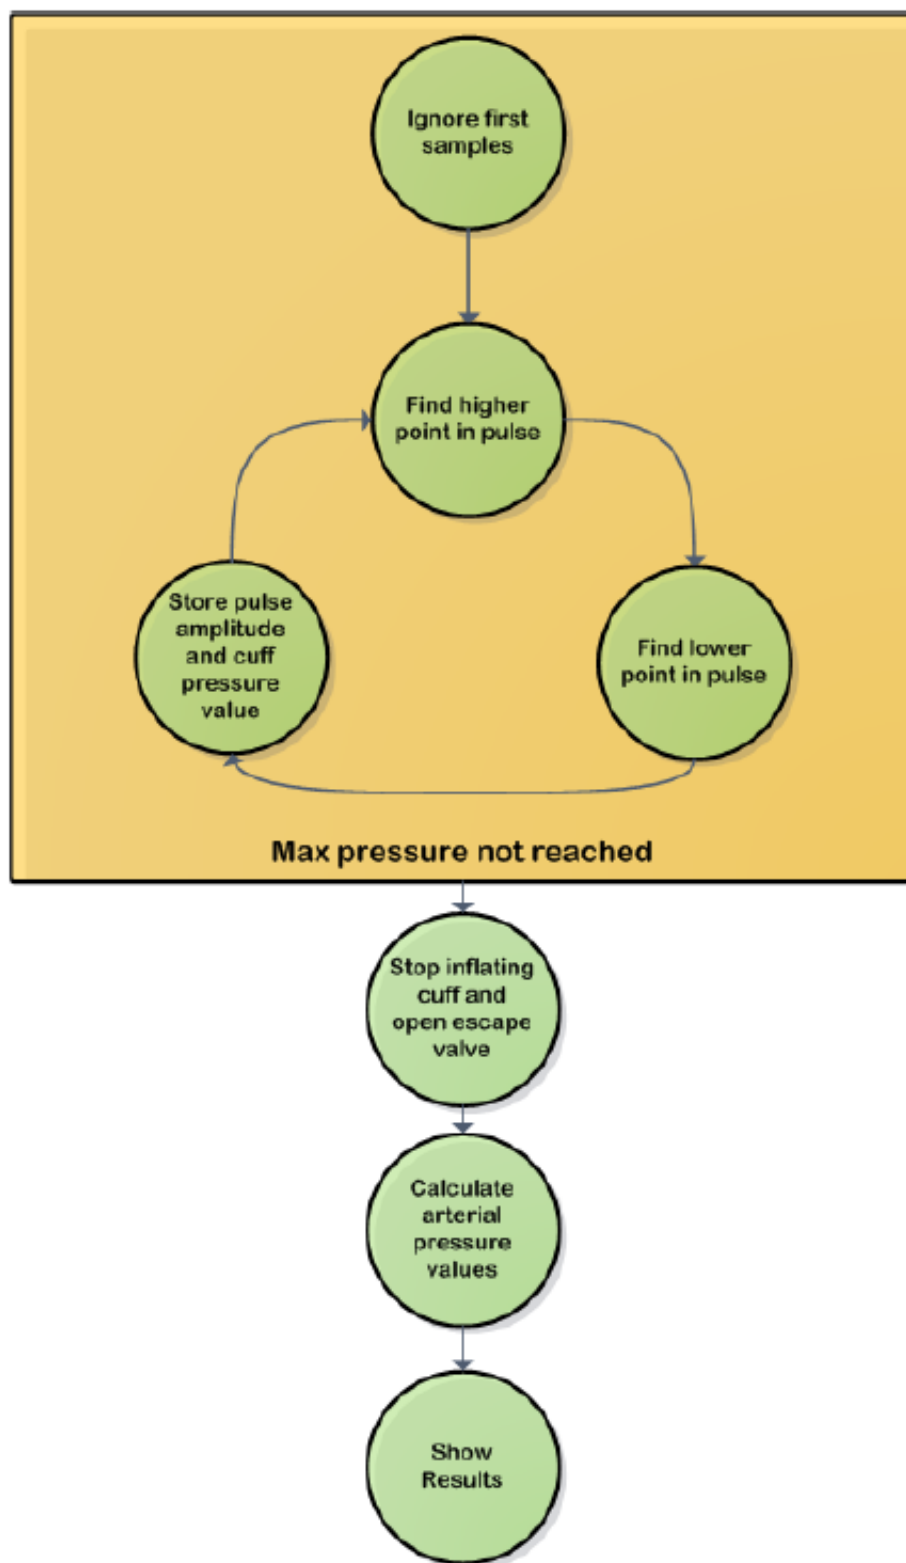 Ignore first
samples
Find higher
point in pulse
Store pulse
amplitude
and cuff
pressure
value
Find lower
point in pulse
Max pressure not reached
Stop inflating
cuff and
open escape
valve
Calculate
arterial
pressure
values
Show
Results